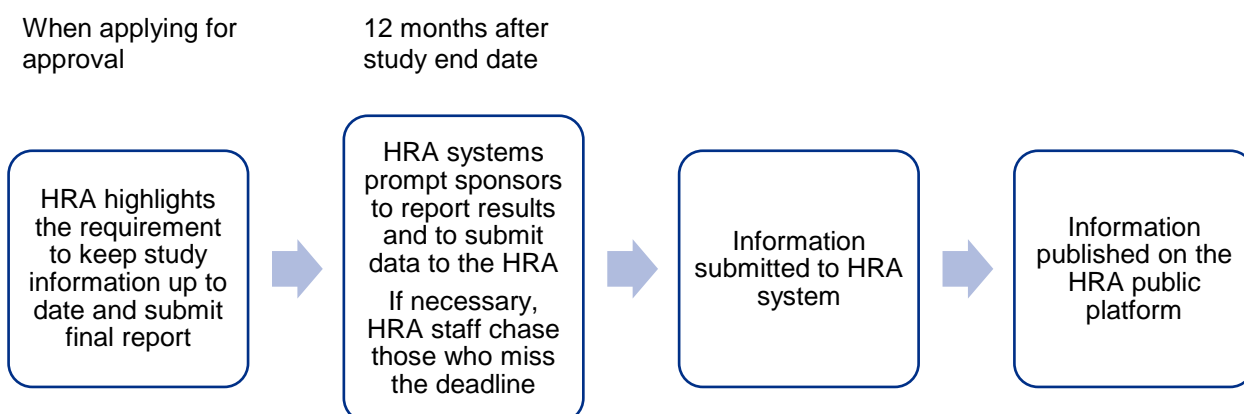 When applying for
approval
12 months after
study end date
HRA highlights
the requirement
to keep study
information up to
date and submit
final report
HRA systems
prompt sponsors
to report results
and to submit
data to the HRA
If necessary,
HRA staff chase
those who miss
the deadline
Information
submitted to HRA
system
Information
published on the
HRA public
platform